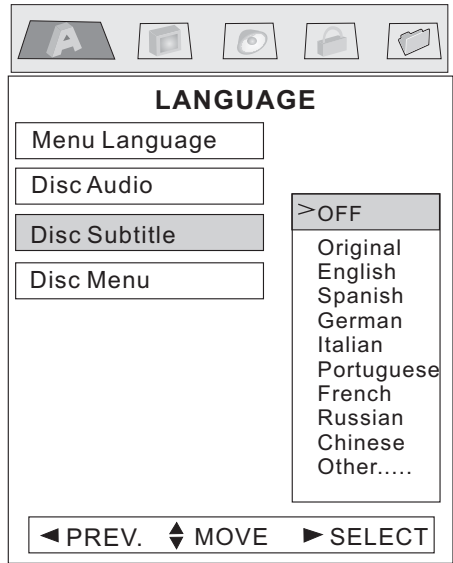 A
LANGUAGE
Menu Language
Disc Audio
Disc Subtitle
Disc Menu
>OFF
Original
English
Spanish
German
Italian
Portuguese
French
Russian
Chinese
Other.....
◄PREV. ▲▼ MOVE ► SELECT